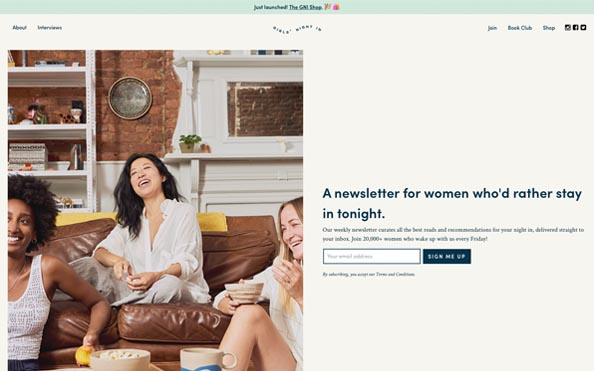 Just launched! The GNI Shop.
About
Interviews
GIRLS' NIGHT IN
Join
Book Club
Shop
A newsletter for women who'd rather stay
in tonight.
Our weekly newsletter curates all the best reads and recommendations for your night in, delivered straight to
your inbox. Join 20,000+ women who wake up with us every Friday!
Your email address
SIGN ME UP
By subscribing, you accept our Terms and Conditions.